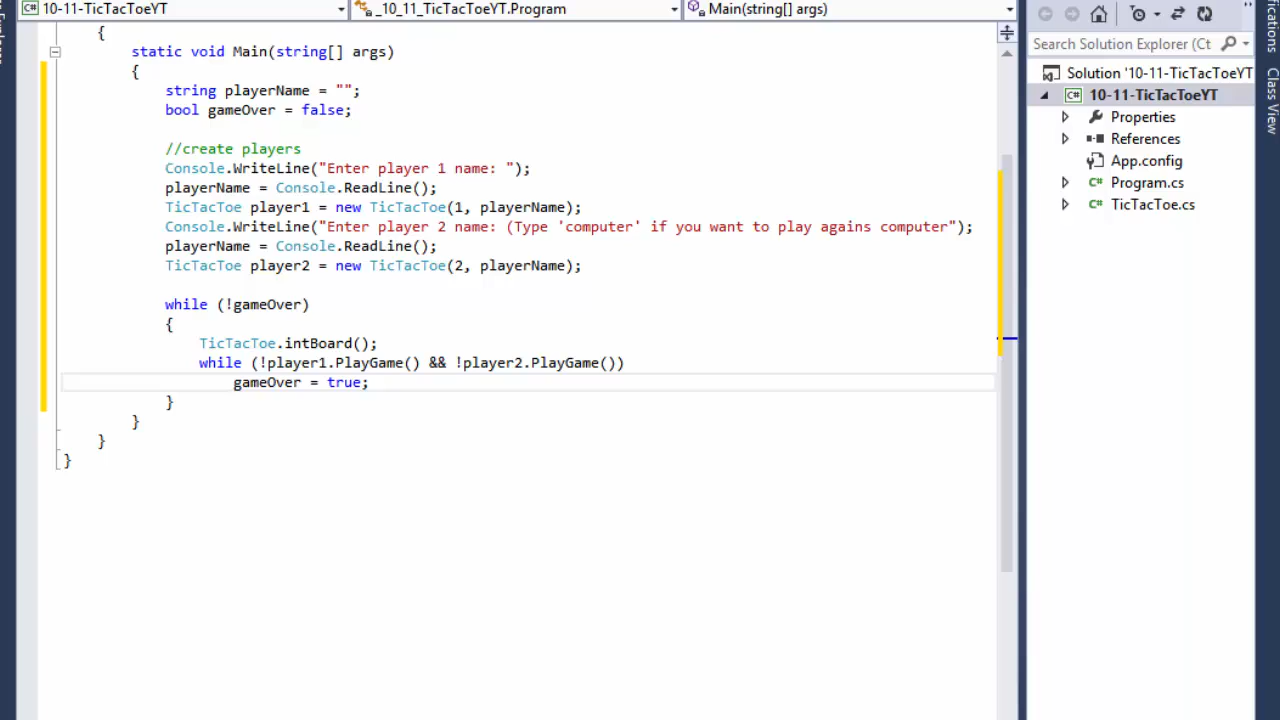 10-11-TicTacToeYT
_10_11_TicTacToeYT.Program
Main(string[] args)
{
static void Main(string[] args)
{
string playerName = "";
bool gameOver = false;
//create players
Console.WriteLine("Enter player 1 name: ");
playerName = Console.ReadLine();
TicTacToe player1 = new TicTacToe(1, playerName);
Console.WriteLine("Enter player 2 name: (Type 'computer' if you want to play agains computer");
playerName = Console.ReadLine();
TicTacToe player2 = new TicTacToe(2, playerName);
while (!gameOver)
{
TicTacToe.intBoard();
while (!player1.PlayGame() && !player2.PlayGame())
gameOver = true;
}
}
}
}
Search Solution Explorer (Ct
Solution '10-11-TicTacToeYT
10-11-TicTacToeYT
Properties
References
App.config
Program.cs
TicTacToe.cs
Class View